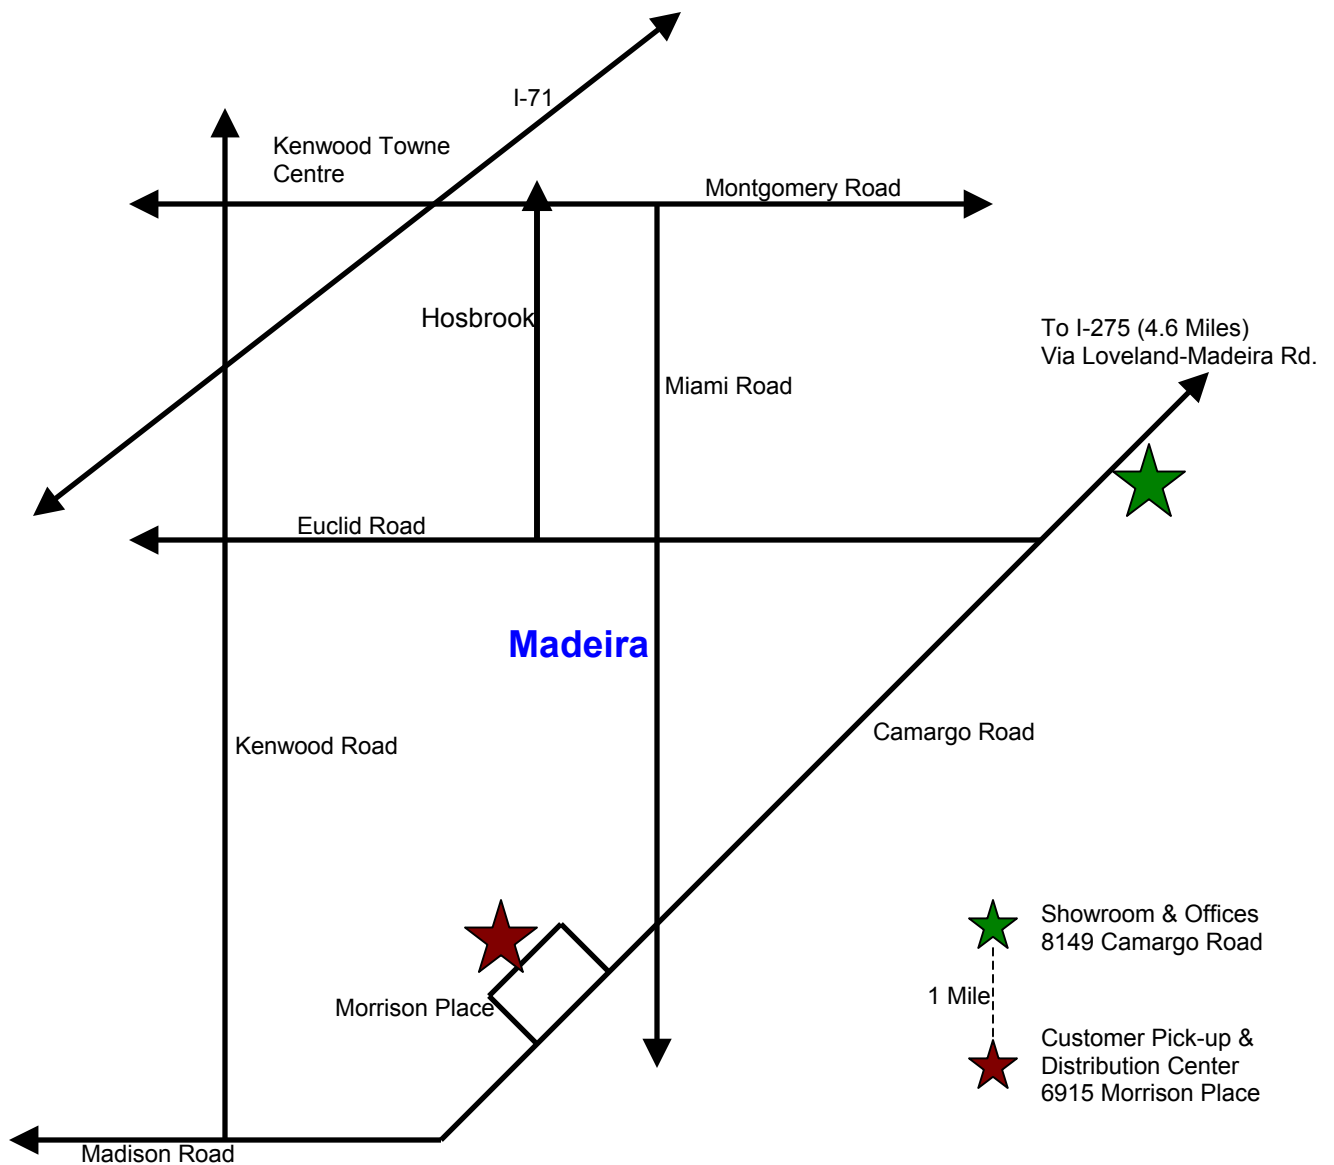 I-71
Kenwood Towne
Centre
Montgomery Road
Hosbrook
To I-275 (4.6 Miles)
Via Loveland-Madeira Rd.
Miami Road
Euclid Road
Madeira
Camargo Road
Kenwood Road
Showroom & Offices
8149 Camargo Road
1 Mile
Morrison Place
Customer Pick-up &
Distribution Center
6915 Morrison Place
Madison Road